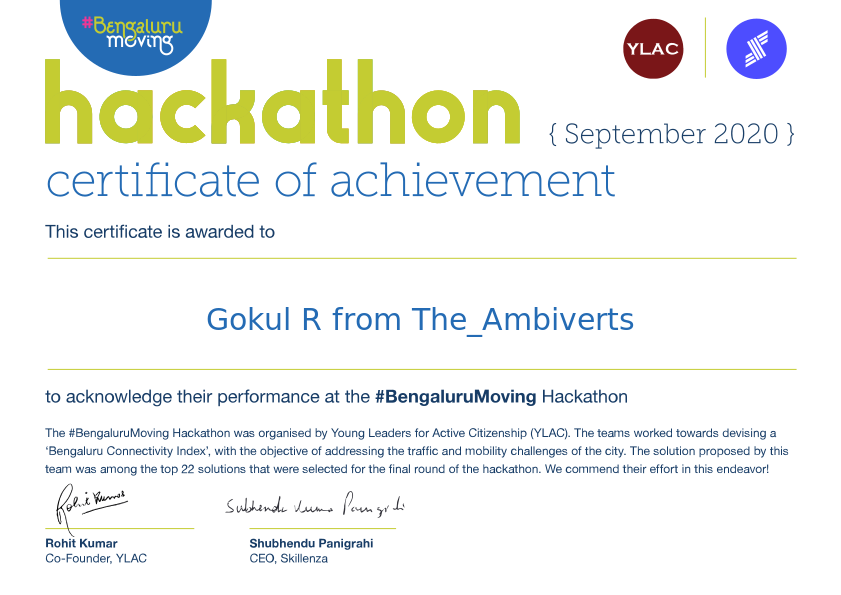 #Bengaluru
moving
YLAC
hackathon
{ September 2020 }
certificate of achievement
This certificate is awarded to
Gokul R from The_Ambiverts
to acknowledge their performance at the #BengaluruMoving Hackathon
The #BengaluruMoving Hackathon was organised by Young Leaders for Active Citizenship (YLAC). The teams worked towards devising a
‘Bengaluru Connectivity Index’, with the objective of addressing the traffic and mobility challenges of the city. The solution proposed by this
team was among the top 22 solutions that were selected for the final round of the hackathon. We commend their effort in this endeavor!
Rohit Kumar
Subhendu Kumar Panigrahi
Rohit Kumar
Co-Founder, YLAC
Shubhendu Panigrahi
CEO, Skillenza